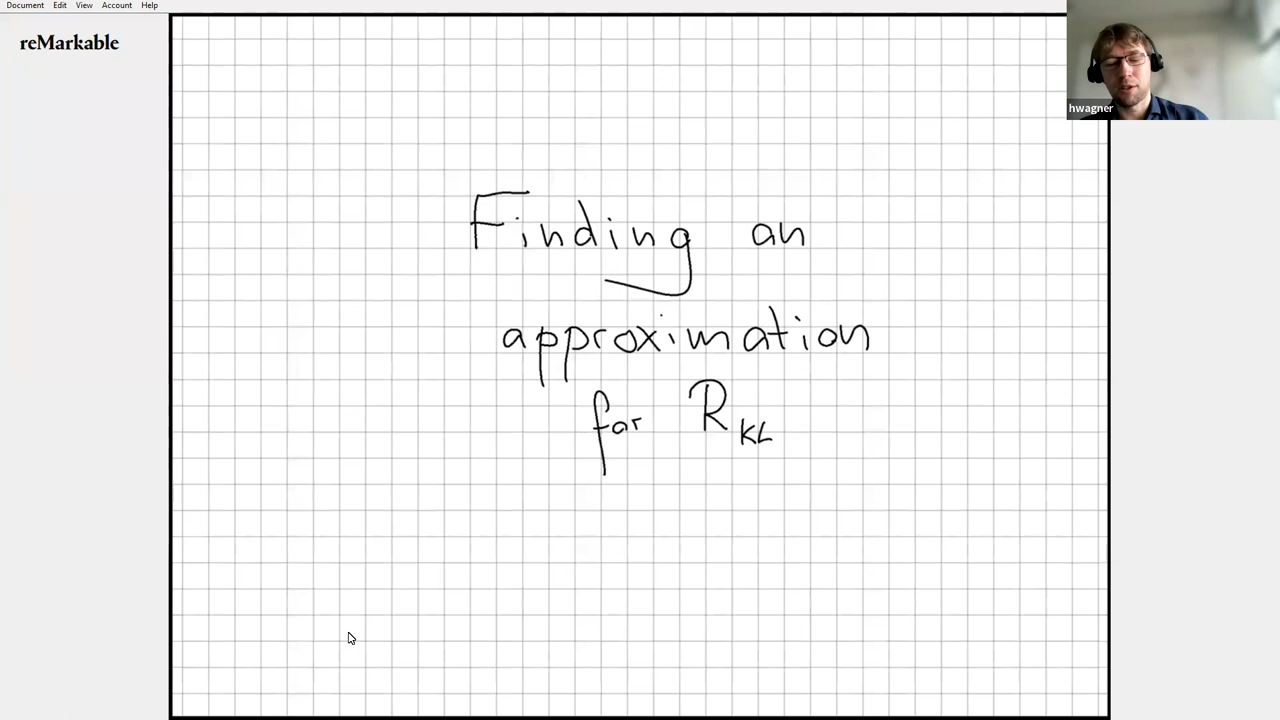 Document Edit View Account Help
reMarkable
hwagner
Finding an
approximation
for R_KL